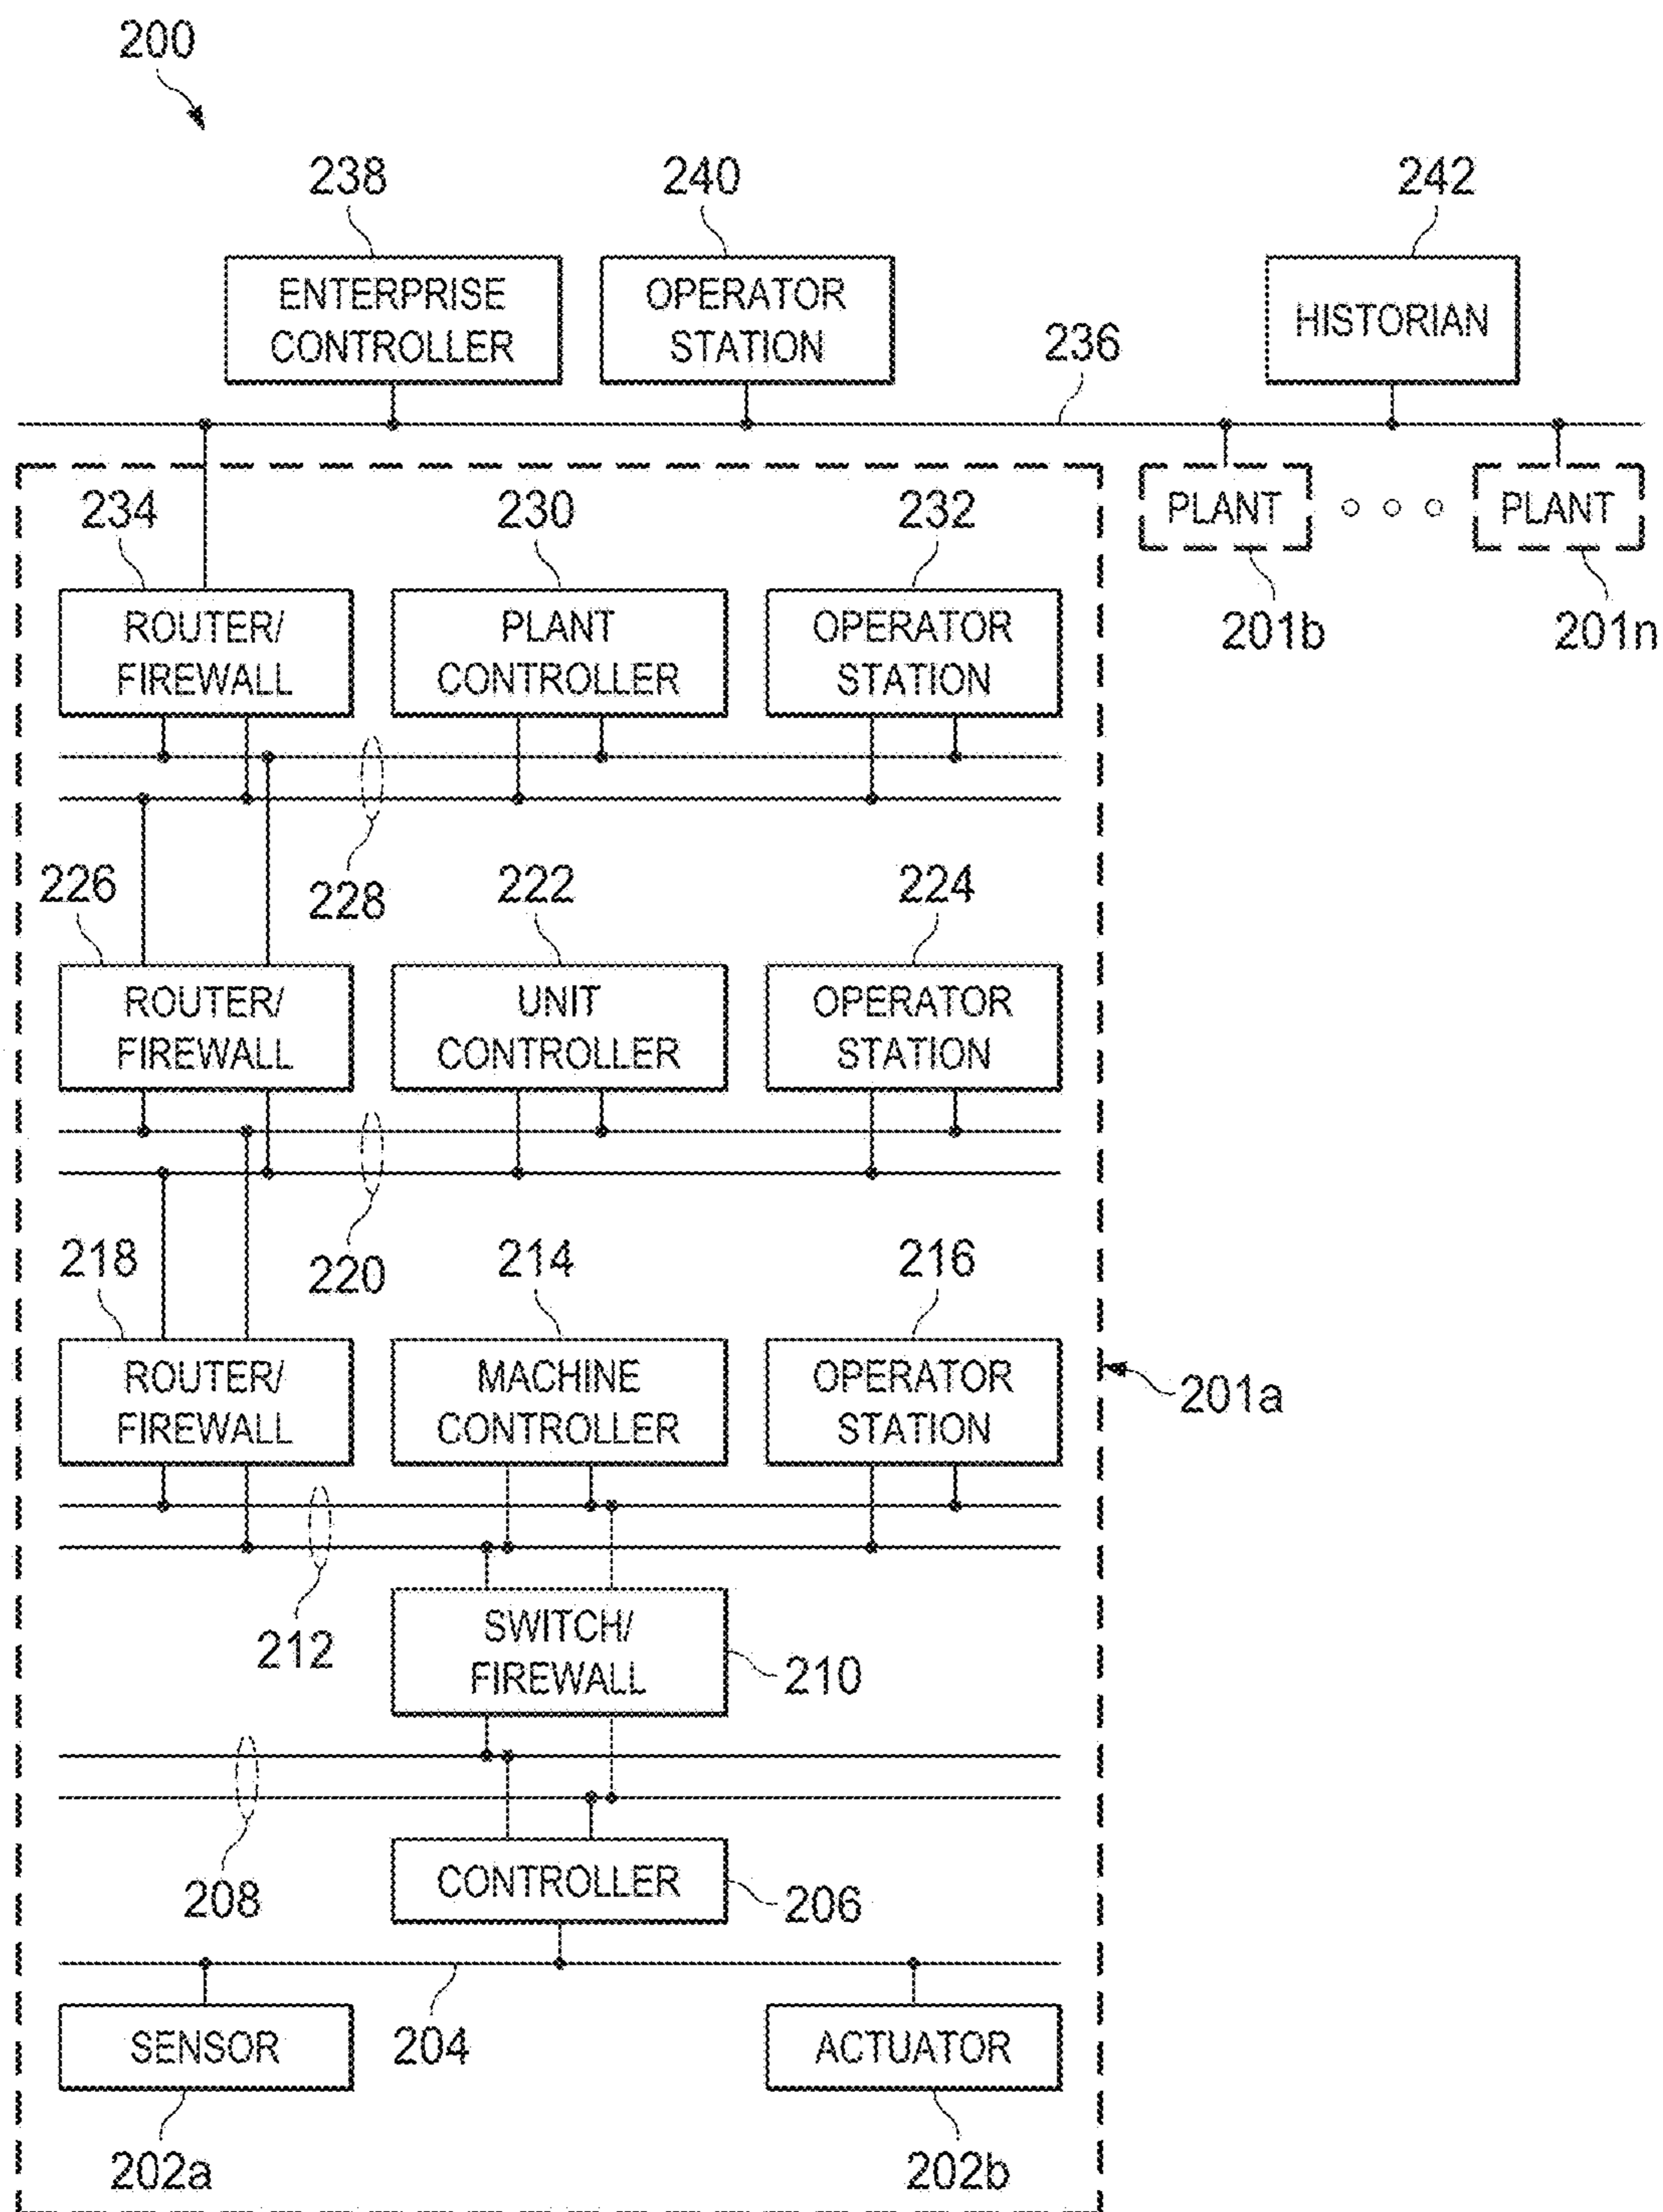 200
238
240
242
ENTERPRISE
CONTROLLER
OPERATOR
STATION
HISTORIAN
236
234
230
232
PLANT
PLANT
201b
201n
ROUTER/
FIREWALL
PLANT
CONTROLLER
OPERATOR
STATION
228
226
222
224
ROUTER/
FIREWALL
UNIT
CONTROLLER
OPERATOR
STATION
220
218
214
216
ROUTER/
FIREWALL
MACHINE
CONTROLLER
OPERATOR
STATION
201a
212
SWITCH/
FIREWALL
210
208
CONTROLLER
206
204
SENSOR
ACTUATOR
202a
202b